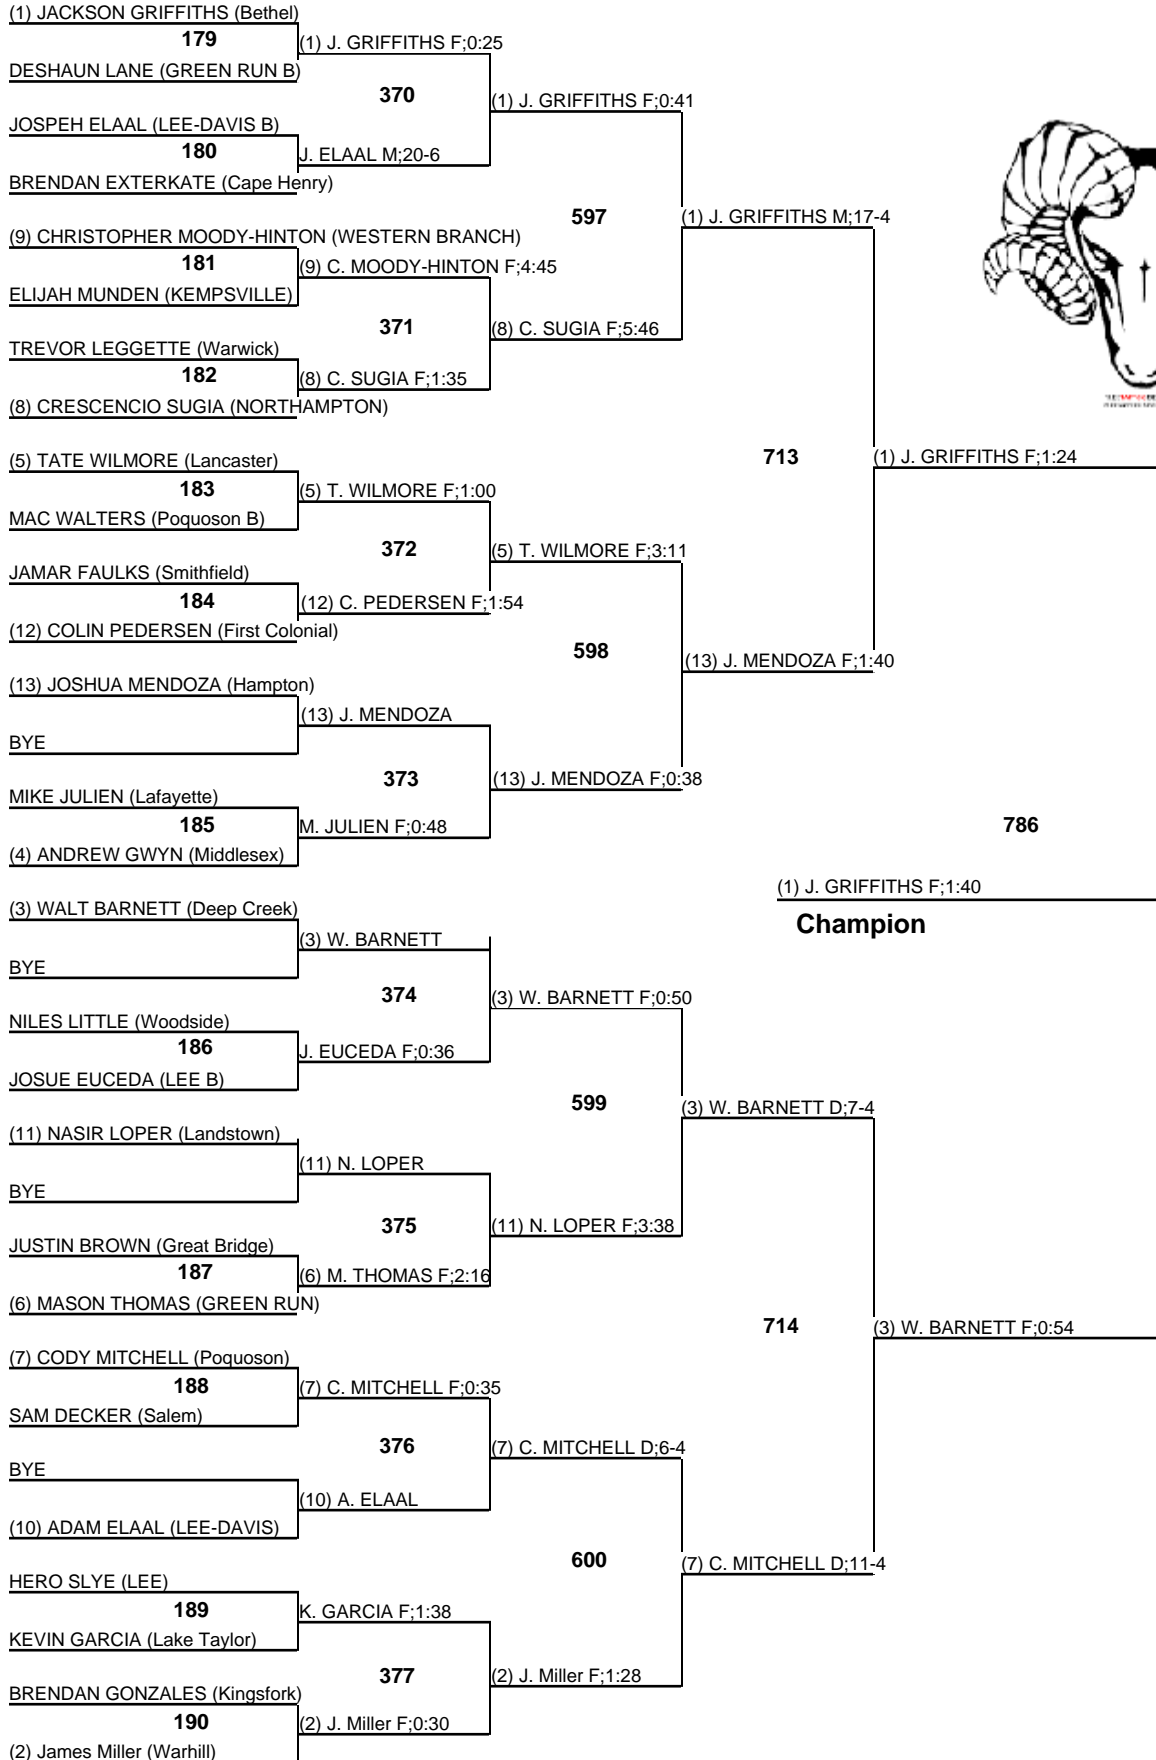 (1) JACKSON GRIFFITHS (Bethel)
179
(1) J. GRIFFITHS F;0:25
DESHAUN LANE (GREEN RUN B)
370
(1) J. GRIFFITHS F;0:41
JOSPEH ELAAL (LEE-DAVIS B)
180
J. ELAAL M;20-6
BRENDAN EXTERKATE (Cape Henry)
597
(1) J. GRIFFITHS M;17-4
(9) CHRISTOPHER MOODY-HINTON (WESTERN BRANCH)
181
(9) C. MOODY-HINTON F;4:45
ELIJAH MUNDEN (KEMPSVILLE)
371
(8) C. SUGIA F;5:46
TREVOR LEGGETTE (Warwick)
182
(8) C. SUGIA F;1:35
(8) CRESCENCIO SUGIA (NORTHAMPTON)
713
(1) J. GRIFFITHS F;1:24
(5) TATE WILMORE (Lancaster)
183
(5) T. WILMORE F;1:00
MAC WALTERS (Poquoson B)
372
(5) T. WILMORE F;3:11
JAMAR FAULKS (Smithfield)
184
(12) C. PEDERSEN F;1:54
(12) COLIN PEDERSEN (First Colonial)
598
(13) J. MENDOZA F;1:40
(13) JOSHUA MENDOZA (Hampton)
(13) J. MENDOZA
BYE
373
(13) J. MENDOZA F;0:38
MIKE JULIEN (Lafayette)
185
M. JULIEN F;0:48
(4) ANDREW GWYN (Middlesex)
786
(1) J. GRIFFITHS F;1:40
Champion
(3) WALT BARNETT (Deep Creek)
(3) W. BARNETT
BYE
374
(3) W. BARNETT F;0:50
NILES LITTLE (Woodside)
186
J. EUCEDA F;0:36
JOSUE EUCEDA (LEE B)
599
(3) W. BARNETT D;7-4
(11) NASIR LOPER (Landstown)
(11) N. LOPER
BYE
375
(11) N. LOPER F;3:38
JUSTIN BROWN (Great Bridge)
187
(6) M. THOMAS F;2:16
(6) MASON THOMAS (GREEN RUN)
714
(3) W. BARNETT F;0:54
(7) CODY MITCHELL (Poquoson)
188
(7) C. MITCHELL F;0:35
SAM DECKER (Salem)
376
(7) C. MITCHELL D;6-4
BYE
(10) A. ELAAL
(10) ADAM ELAAL (LEE-DAVIS)
600
(7) C. MITCHELL D;11-4
HERO SLYE (LEE)
189
K. GARCIA F;1:38
KEVIN GARCIA (Lake Taylor)
377
(2) J. Miller F;1:28
BRENDAN GONZALES (Kingsfork)
190
(2) J. Miller F;0:30
(2) James Miller (Warhill)